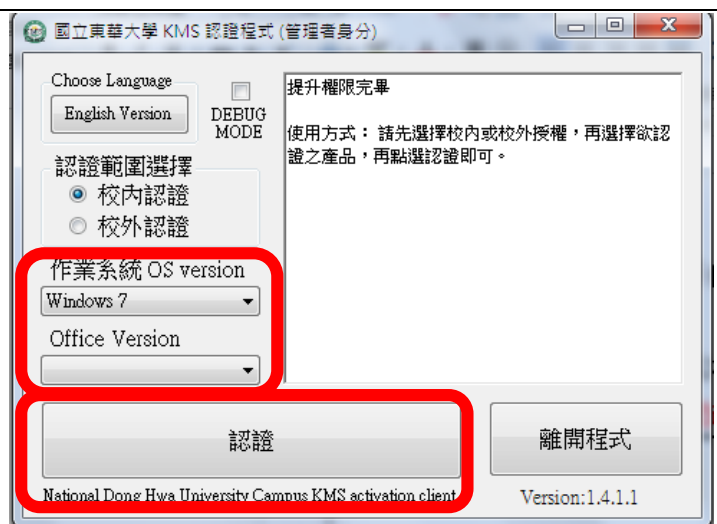 國立東華大學 KMS 認證程式 (管理者身分)
Choose Language
English Version
DEBUG
MODE
提升權限完畢
使用方式： 請先選擇校內或校外授權，再選擇欲認
證之產品，再點選認證即可。
認證範圍選擇
校內認證
校外認證
作業系統 OS version
Windows 7
Office Version
認證
離開程式
National Dong Hwa University Campus KMS activation client
Version:1.4.1.1